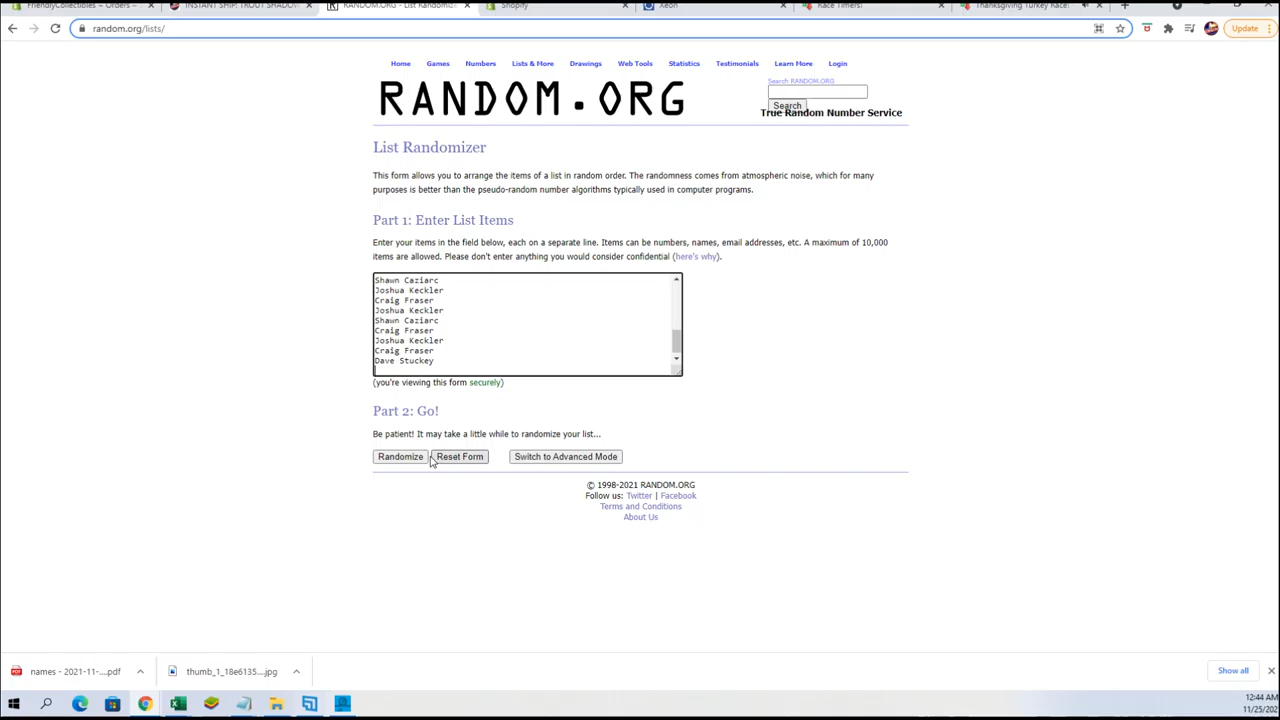 FriendlyCollectibles ~ Orders ~
INSTANT SHIP: TROUT SHADOW
RANDOM.ORG - List Randomizer
Shopify
Xeon
Race Timers!
Thanksgiving Turkey Race!
random.org/lists/
Update
Home Games Numbers Lists & More Drawings Web Tools Statistics Testimonials Learn More Login
RANDOM.ORG
Search RANDOM.ORG
Search
True Random Number Service
List Randomizer
This form allows you to arrange the items of a list in random order. The randomness comes from atmospheric noise, which for many
purposes is better than the pseudo-random number algorithms typically used in computer programs.
Part 1: Enter List Items
Enter your items in the field below, each on a separate line. Items can be numbers, names, email addresses, etc. A maximum of 10,000
items are allowed. Please don't enter anything you would consider confidential (here's why).
Shawn Caziarc
Joshua Keckler
Craig Fraser
Joshua Keckler
Shawn Caziarc
Craig Fraser
Joshua Keckler
Craig Fraser
Dave Stuckey
(you're viewing this form securely)
Part 2: Go!
Be patient! It may take a little while to randomize your list...
Randomize Reset Form Switch to Advanced Mode
© 1998-2021 RANDOM.ORG
Follow us: Twitter | Facebook
Terms and Conditions
About Us
names - 2021-11-....pdf
thumb_1_18e6135....jpg
Show all
12:44 AM
11/25/202